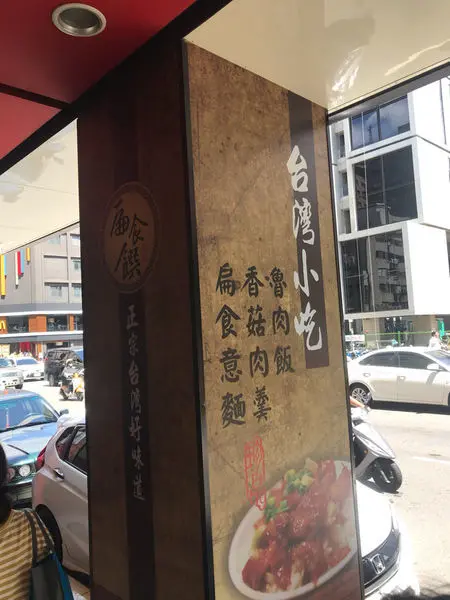 扁食饌
正宗台灣好味道
台灣小吃
魯肉飯
香菇肉羹
扁食意麵